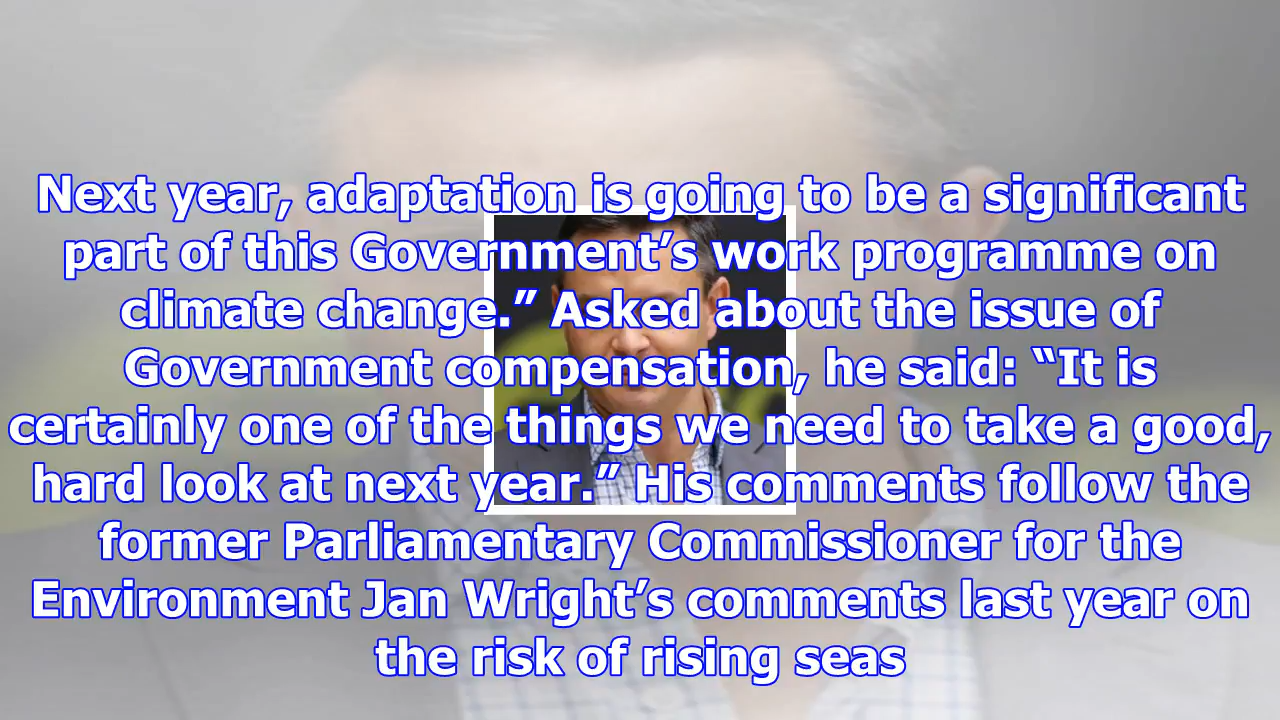 Next year, adaptation is going to be a significant
part of this Government’s work programme on
climate change.” Asked about the issue of
Government compensation, he said: “It is
certainly one of the things we need to take a good,
hard look at next year.” His comments follow the
former Parliamentary Commissioner for the
Environment Jan Wright’s comments last year on
the risk of rising seas